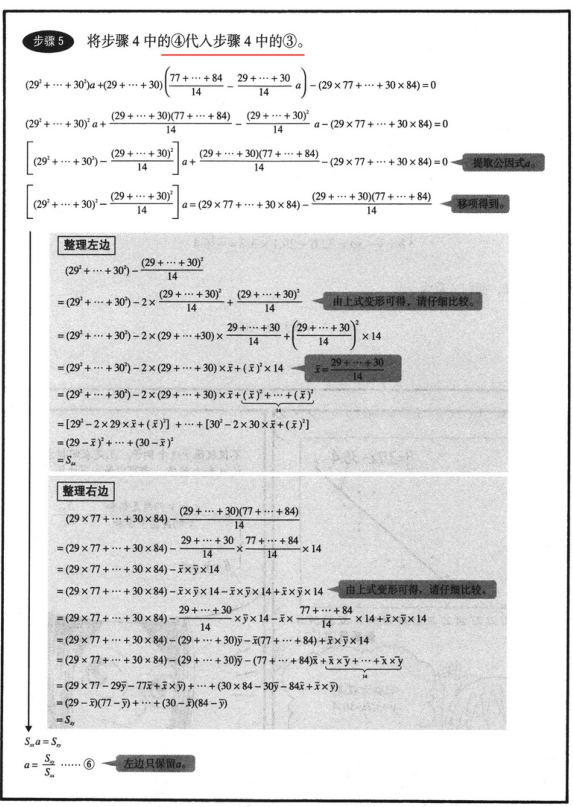 步骤 5 将步骤 4 中的④代入步骤 4 中的③。
(29² + ··· + 30²)a+(29 + ··· + 30)((77 + ··· + 84)/14 − (29 + ··· + 30)/14 a) − (29 × 77 + ··· + 30 × 84) = 0
(29² + ··· + 30)² a + (29 + ··· + 30)(77 + ··· + 84)/14 − (29 + ··· + 30)²/14 a − (29 × 77 + ··· + 30 × 84) = 0
[(29² + ··· + 30²) − (29 + ··· + 30)²/14] a + (29 + ··· + 30)(77 + ··· + 84)/14 − (29 × 77 + ··· + 30 × 84) = 0 提取公因式a。
[(29² + ··· + 30)² − (29 + ··· + 30)²/14] a = (29 × 77 + ··· + 30 × 84) − (29 + ··· + 30)(77 + ··· + 84)/14 移项得到。
整理左边
(29² + ··· + 30²) − (29 + ··· + 30)²/14
= (29² + ··· + 30²) − 2 × (29 + ··· + 30)²/14 + (29 + ··· + 30)²/14 由上式变形可得，请仔细比较。
= (29² + ··· + 30²) − 2 × (29 + ··· +30) × (29 + ··· + 30)/14 + ((29 + ··· + 30)/14)² × 14
= (29² + ··· + 30²) − 2 × (29 + ··· + 30) × x̄ + (x̄)² × 14 x̄ = (29 + ··· + 30)/14
= (29² + ··· + 30²) − 2 × (29 + ··· + 30) × x̄ + (x̄)² + ··· + (x̄)²
14
= [29² − 2 × 29 × x̄ + (x̄)²] + ··· + [30² − 2 × 30 × x̄ + (x̄)²]
= (29 − x̄)² + ··· + (30 − x̄)²
= Sxx
整理右边
(29 × 77 + ··· + 30 × 84) − (29 + ··· + 30)(77 + ··· + 84)/14
= (29 × 77 + ··· + 30 × 84) − (29 + ··· + 30)/14 × (77 + ··· + 84)/14 × 14
= (29 × 77 + ··· + 30 × 84) − x̄ × ȳ × 14
= (29 × 77 + ··· + 30 × 84) − x̄ × ȳ × 14 − x̄ × ȳ × 14 + x̄ × ȳ × 14 由上式变形可得，请仔细比较。
= (29 × 77 + ··· + 30 × 84) − (29 + ··· + 30)/14 × ȳ × 14 − x̄ × (77 + ··· + 84)/14 × 14 + x̄ × ȳ × 14
= (29 × 77 + ··· + 30 × 84) − (29 + ··· + 30)ȳ − x̄(77 + ··· + 84) + x̄ × ȳ × 14
= (29 × 77 + ··· + 30 × 84) − (29 + ··· + 30)ȳ − (77 + ··· + 84)x̄ + x̄ × ȳ + ··· + x̄ × ȳ
14
= (29 × 77 − 29ȳ − 77x̄ + x̄ × ȳ) + ··· + (30 × 84 − 30ȳ − 84x̄ + x̄ × ȳ)
= (29 − x̄)(77 − ȳ) + ··· + (30 − x̄)(84 − ȳ)
= Sxy
Sxx a = Sxy
a = Sxy/Sxx ······ ⑥ 左边只保留a。